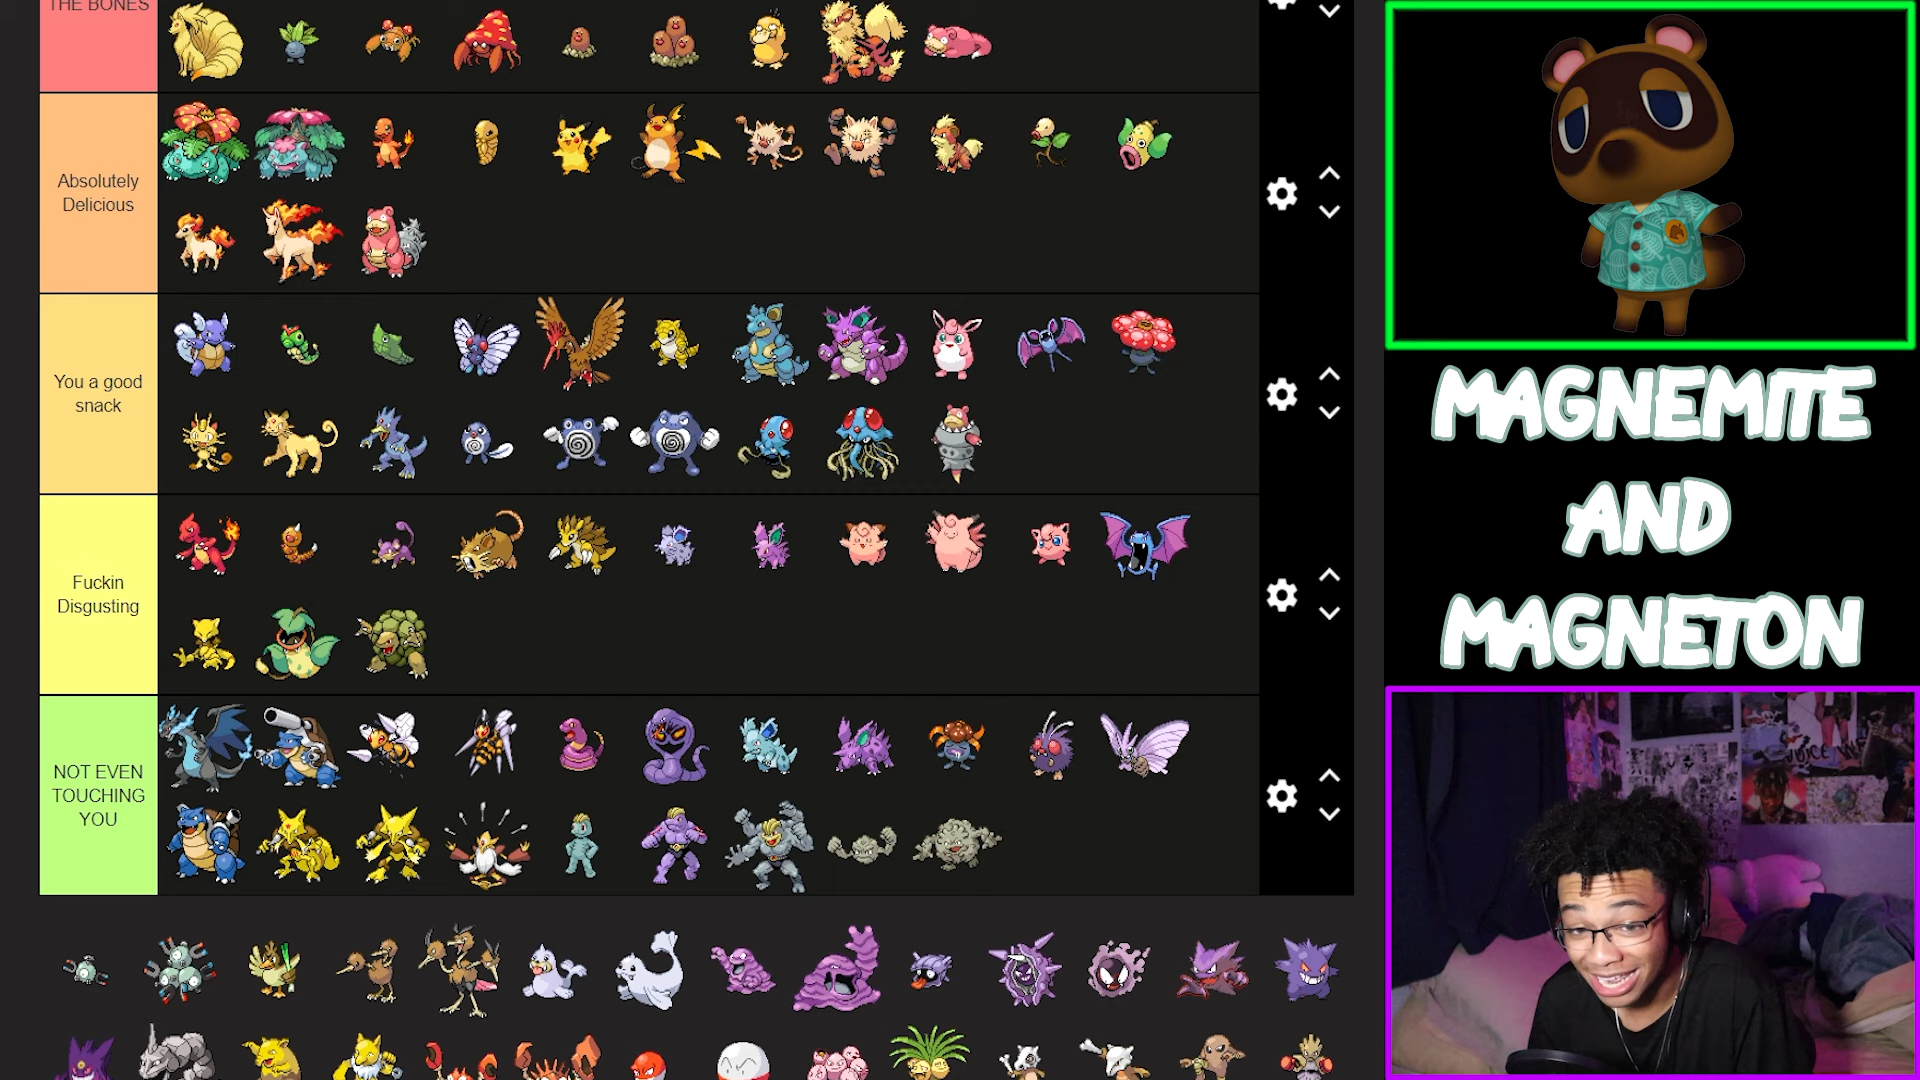 THE BONES
Absolutely
Delicious
You a good
snack
Fuckin
Disgusting
NOT EVEN
TOUCHING
YOU
MAGNEMITE
AND
MAGNETON